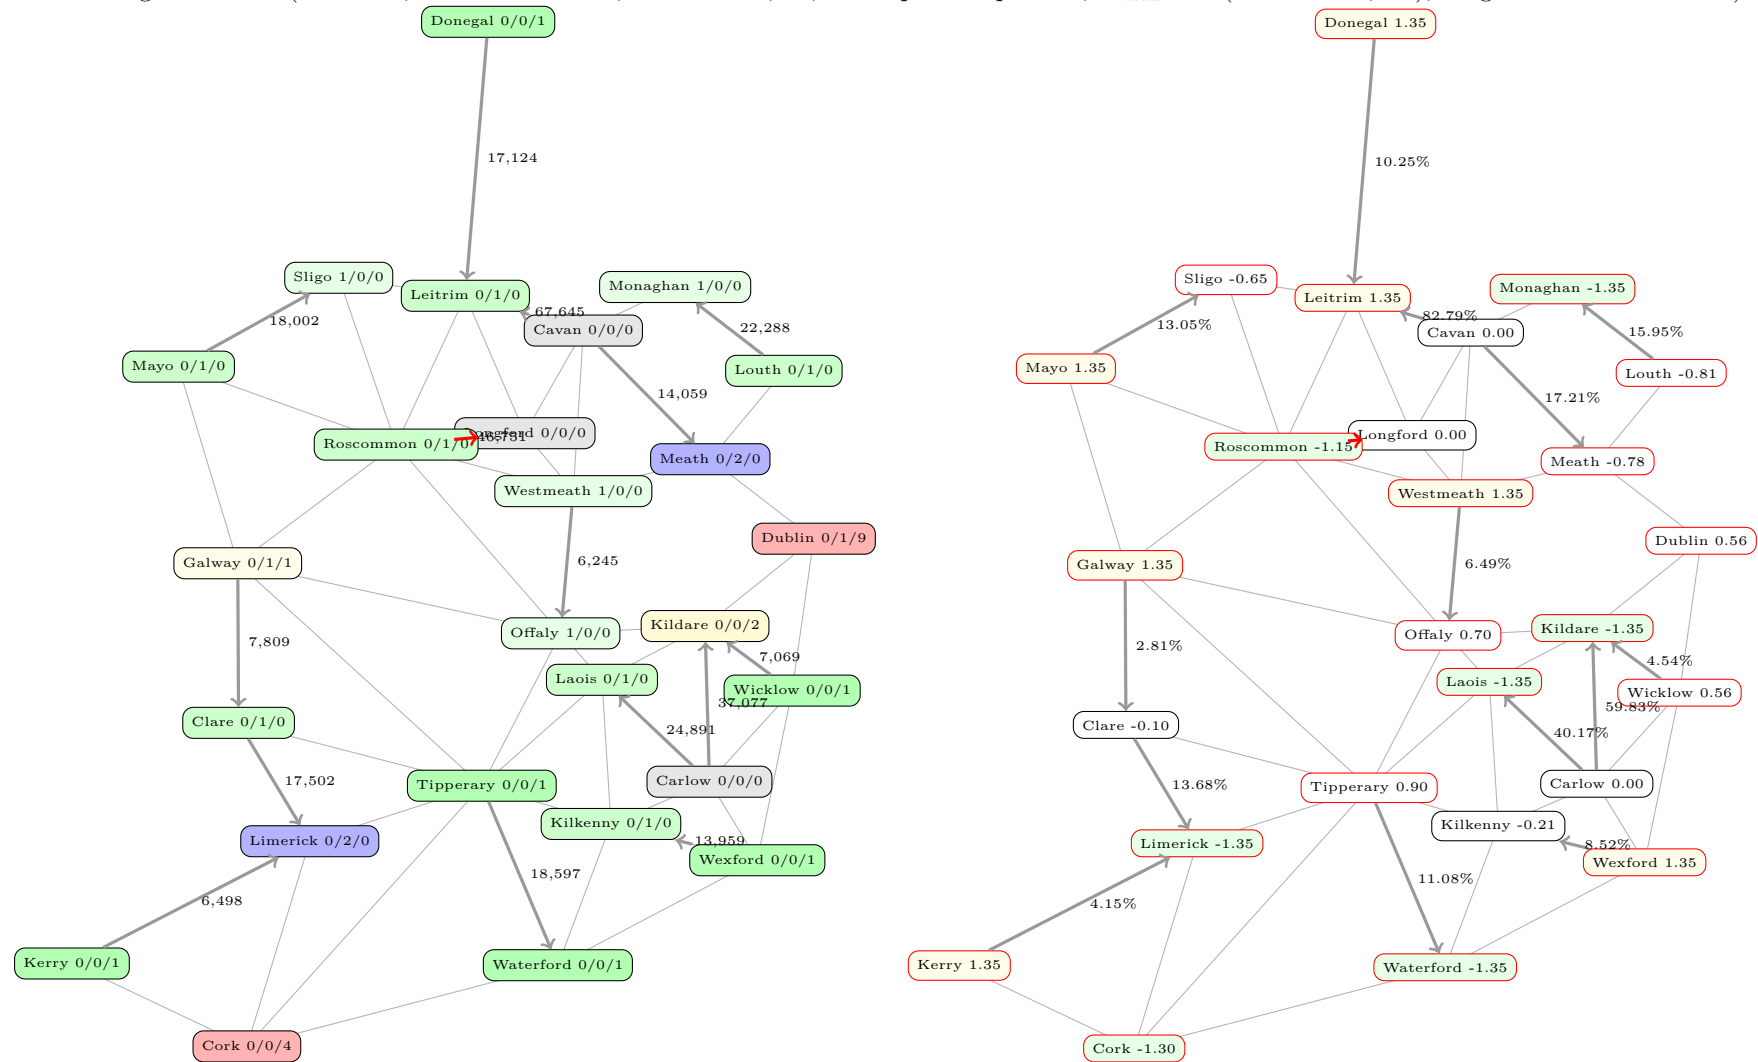 Donegal 0/0/1
17,124
Sligo 1/0/0
Leitrim 0/1/0
Monaghan 1/0/0
18,002
67,645
Cavan 0/0/0
22,288
Mayo 0/1/0
Louth 0/1/0
14,059
Roscommon 0/1/0
Longford 0/0/0
46,751
Meath 0/2/0
Westmeath 1/0/0
Dublin 0/1/9
Galway 0/1/1
6,245
Offaly 1/0/0
Kildare 0/0/2
7,809
7,069
Laois 0/1/0
Wicklow 0/0/1
37,077
Clare 0/1/0
24,891
17,502
Tipperary 0/0/1
Carlow 0/0/0
Kilkenny 0/1/0
Limerick 0/2/0
13,959
Wexford 0/0/1
18,597
6,498
Kerry 0/0/1
Waterford 0/0/1
Cork 0/0/4
Donegal 1.35
10.25%
Sligo -0.65
Leitrim 1.35
Monaghan -1.35
13.05%
82.79%
Cavan 0.00
15.95%
Mayo 1.35
Louth -0.81
17.21%
Roscommon -1.15
Longford 0.00
Meath -0.78
Westmeath 1.35
Dublin 0.56
Galway 1.35
6.49%
Offaly 0.70
Kildare -1.35
2.81%
4.54%
Laois -1.35
Wicklow 0.56
59.83%
Clare -0.10
40.17%
13.68%
Tipperary 0.90
Carlow 0.00
Kilkenny -0.21
Limerick -1.35
8.52%
Wexford 1.35
11.08%
4.15%
Kerry 1.35
Waterford -1.35
Cork -1.30